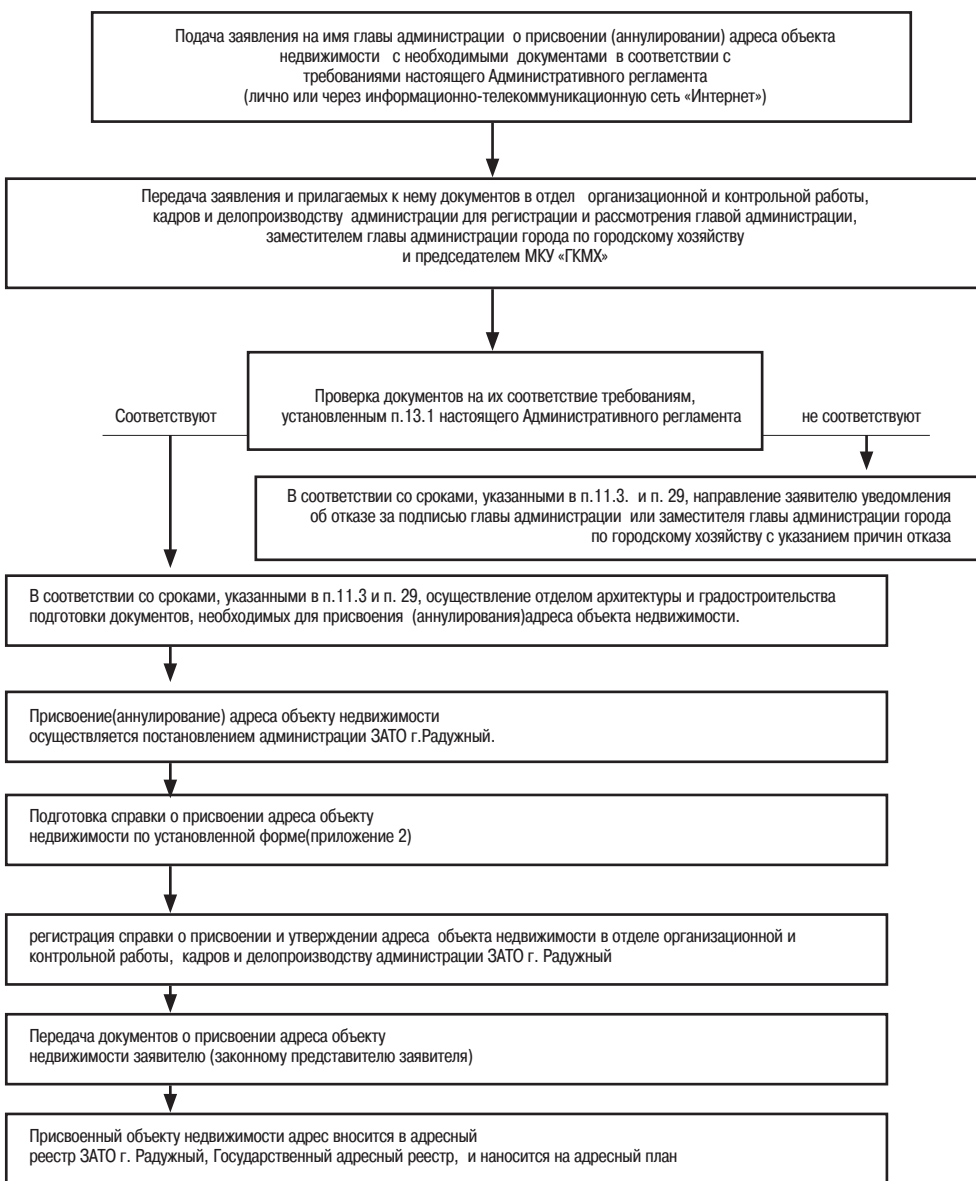 Подача заявления на имя главы администрации о присвоении (аннулировании) адреса объекта
недвижимости с необходимыми документами в соответствии с
требованиями настоящего Административного регламента
(лично или через информационно-телекоммуникационную сеть «Интернет»)
Передача заявления и прилагаемых к нему документов в отдел организационной и контрольной работы,
кадров и делопроизводству администрации для регистрации и рассмотрения главой администрации,
заместителем главы администрации города по городскому хозяйству
и председателем МКУ «ГКМХ»
Проверка документов на их соответствие требованиям,
установленным п.13.1 настоящего Административного регламента
Соответствуют
не соответствуют
В соответствии со сроками, указанными в п.11.3. и п. 29, направление заявителю уведомления
об отказе за подписью главы администрации или заместителя главы администрации города
по городскому хозяйству с указанием причин отказа
В соответствии со сроками, указанными в п.11.3 и п. 29, осуществление отделом архитектуры и градостроительства
подготовки документов, необходимых для присвоения (аннулирования)адреса объекта недвижимости.
Присвоение(аннулирование) адреса объекту недвижимости
осуществляется постановлением администрации ЗАТО г.Радужный.
Подготовка справки о присвоении адреса объекту
недвижимости по установленной форме(приложение 2)
регистрация справки о присвоении и утверждении адреса объекта недвижимости в отделе организационной и
контрольной работы, кадров и делопроизводству администрации ЗАТО г. Радужный
Передача документов о присвоении адреса объекту
недвижимости заявителю (законному представителю заявителя)
Присвоенный объекту недвижимости адрес вносится в адресный
реестр ЗАТО г. Радужный, Государственный адресный реестр, и наносится на адресный план